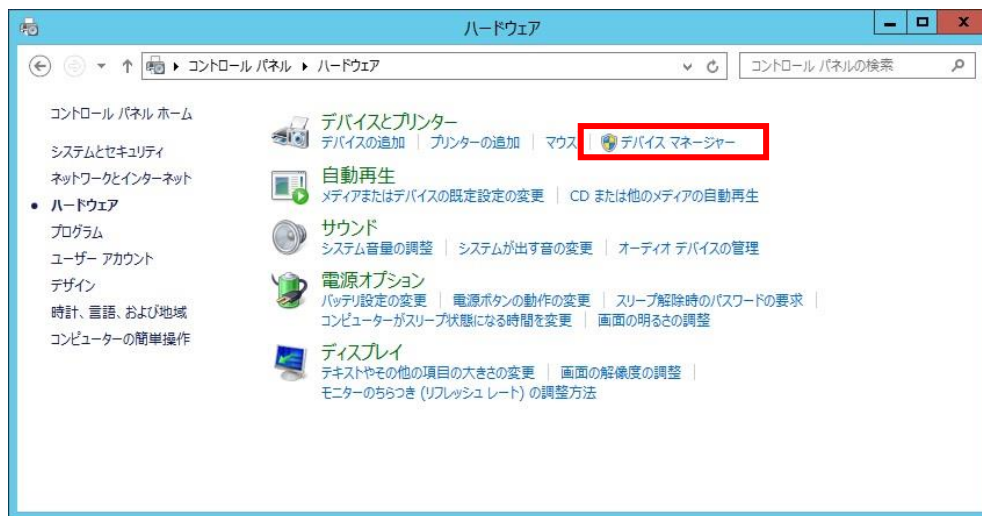 ハードウェア
コントロール パネル ハードウェア
コントロール パネルの検索
コントロール パネル ホーム
システムとセキュリティ
ネットワークとインターネット
ハードウェア
プログラム
ユーザー アカウント
デザイン
時計、言語、および地域
コンピューターの簡単操作
デバイスとプリンター
デバイスの追加 プリンターの追加 マウス デバイス マネージャー
自動再生
メディアまたはデバイスの既定設定の変更 CD または他のメディアの自動再生
サウンド
システム音量の調整 システムが出す音の変更 オーディオ デバイスの管理
電源オプション
バッテリ設定の変更 電源ボタンの動作の変更 スリープ解除時のパスワードの要求
コンピューターがスリープ状態になる時間を変更 画面の明るさの調整
ディスプレイ
テキストやその他の項目の大きさの変更 画面の解像度の調整
モニターのちらつき (リフレッシュ レート) の調整方法